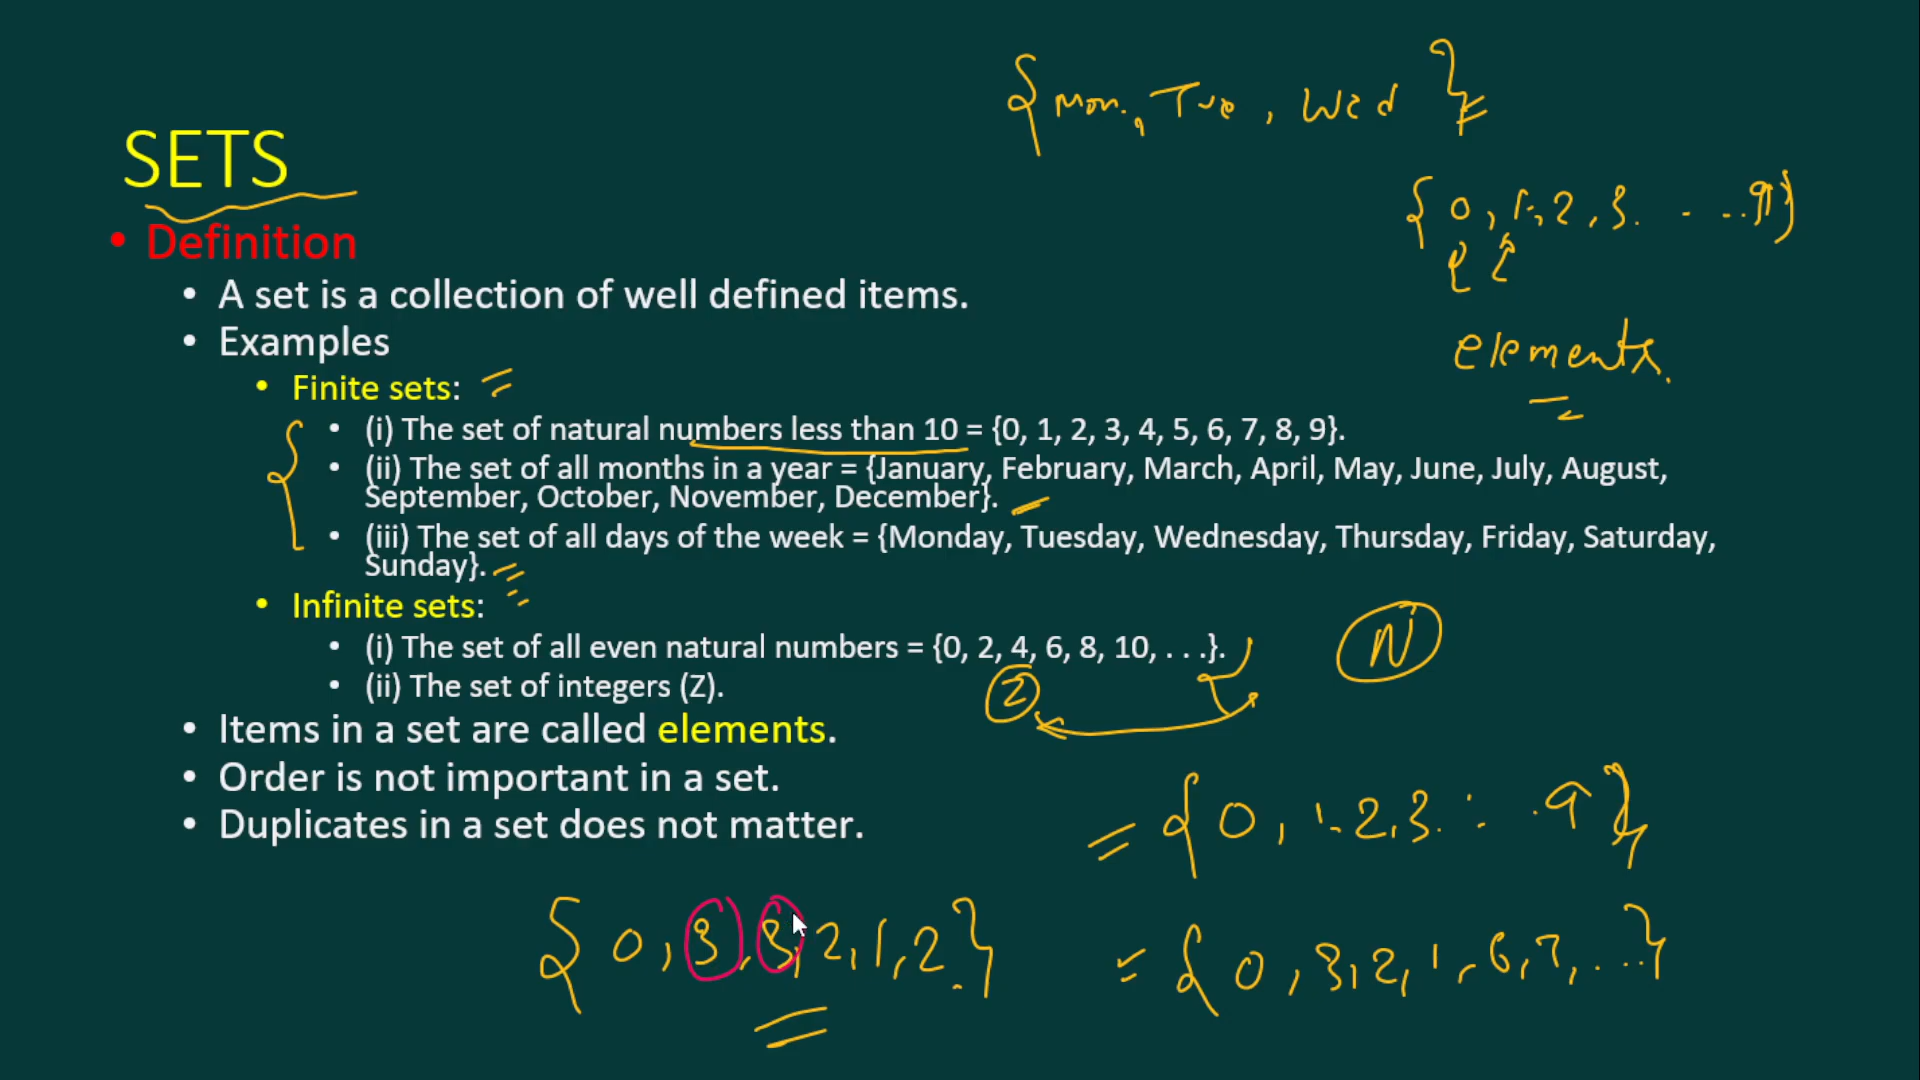 {Mon., Tue, Wed}
SETS
{0, 1, 2, 3. - ...9}
• Definition
• A set is a collection of well defined items.
• Examples
elements.
• Finite sets:
• (i) The set of natural numbers less than 10 = {0, 1, 2, 3, 4, 5, 6, 7, 8, 9}.
• (ii) The set of all months in a year = {January, February, March, April, May, June, July, August,
September, October, November, December}.
• (iii) The set of all days of the week = {Monday, Tuesday, Wednesday, Thursday, Friday, Saturday,
Sunday}.
• Infinite sets:
• (i) The set of all even natural numbers = {0, 2, 4, 6, 8, 10, . . .}.
N
• (ii) The set of integers (Z).
2
• Items in a set are called elements.
• Order is not important in a set.
• Duplicates in a set does not matter.
= {0, 1, 2, 3. : .9}
{0, 3, 3, 2, 1, 2}
= {0, 3, 2, 1, 6, 7, ...}